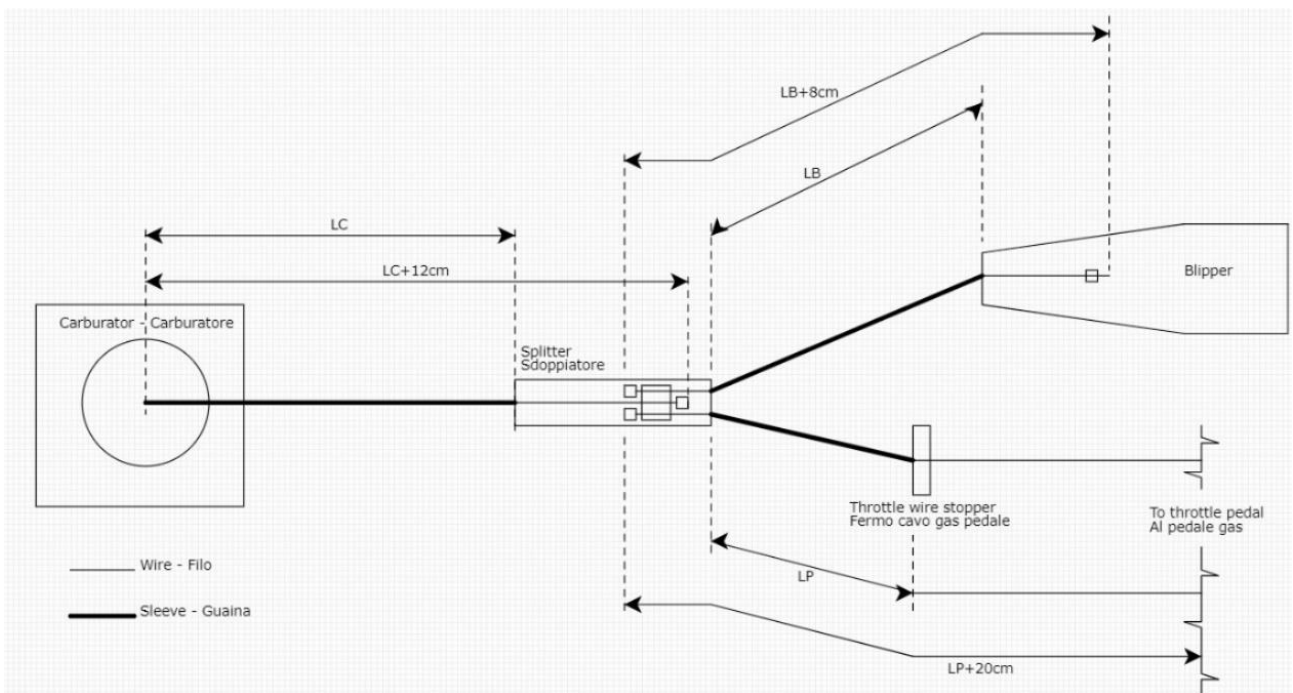 LB+8cm
LB
LC
LC+12cm
Blipper
Carburator - Carburatore
Splitter
Sdoppiatore
Throttle wire stopper
Fermo cavo gas pedale
To throttle pedal
Al pedale gas
Wire - Filo
LP
Sleeve - Guaina
LP+20cm